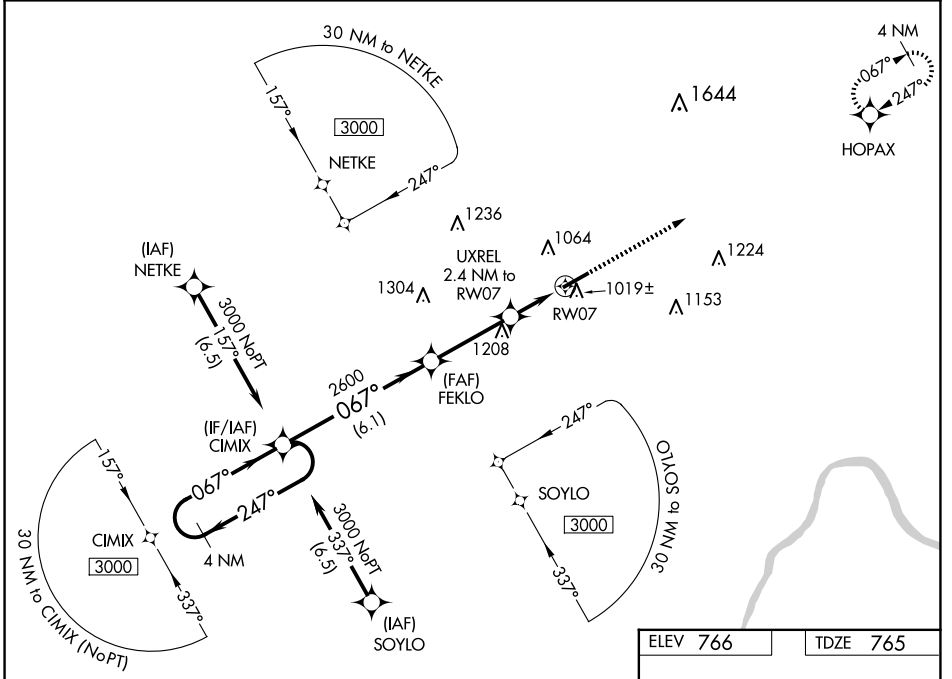 30 NM to NETKE
157°
3000
NETKE
247°
4 NM
067°
247°
HOPAX
1644
1236
1064
1224
UXREL
2.4 NM to
RW07
1304
1019±
RW07
1153
1208
(IAF)
NETKE
3000 NoPT
157°
(6.5)
2600
067°
(6.1)
(FAF)
FEKLO
(IF/IAF)
CIMIX
067°
247°
4 NM
157°
CIMIX
3000
337°
30 NM to CIMIX (NoPT)
3000 NoPT
337°
(6.5)
(IAF)
SOYLO
247°
SOYLO
3000
337°
30 NM to SOYLO
ELEV 766
TDZE 765